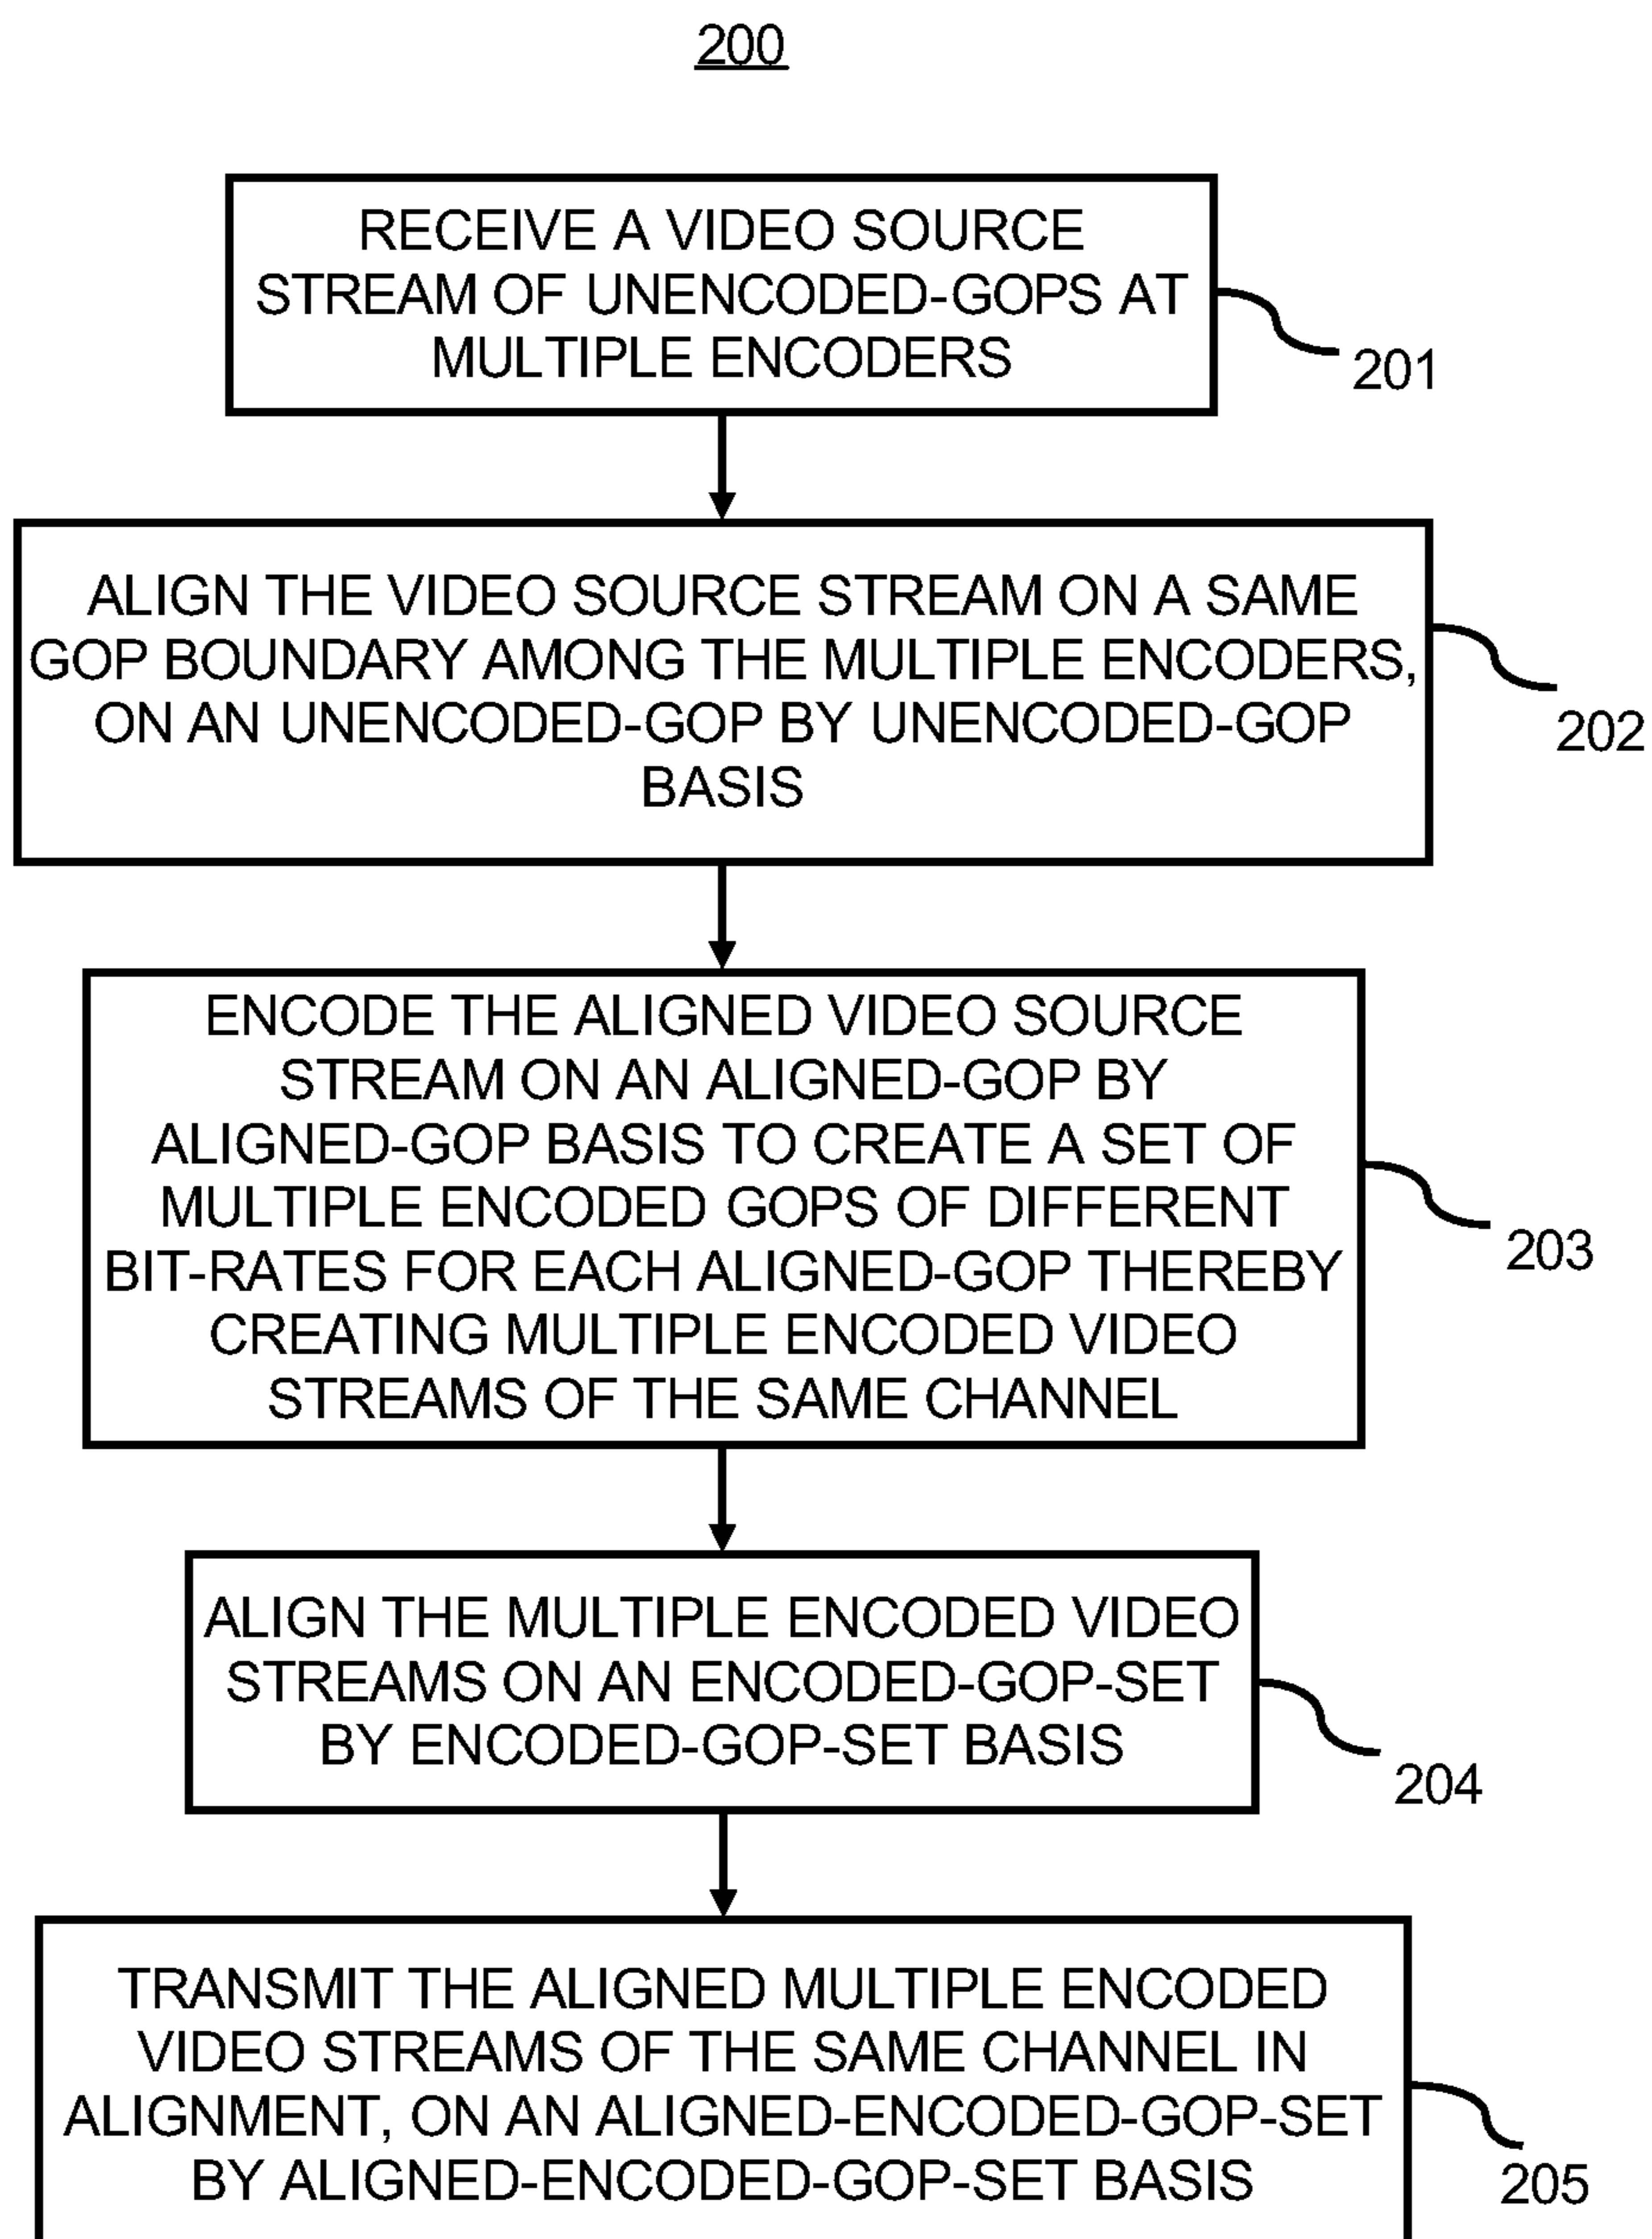 200
RECEIVE A VIDEO SOURCE
STREAM OF UNENCODED-GOPS AT
MULTIPLE ENCODERS
201
ALIGN THE VIDEO SOURCE STREAM ON A SAME
GOP BOUNDARY AMONG THE MULTIPLE ENCODERS,
ON AN UNENCODED-GOP BY UNENCODED-GOP
BASIS
202
ENCODE THE ALIGNED VIDEO SOURCE
STREAM ON AN ALIGNED-GOP BY
ALIGNED-GOP BASIS TO CREATE A SET OF
MULTIPLE ENCODED GOPS OF DIFFERENT
BIT-RATES FOR EACH ALIGNED-GOP THEREBY
CREATING MULTIPLE ENCODED VIDEO
STREAMS OF THE SAME CHANNEL
203
ALIGN THE MULTIPLE ENCODED VIDEO
STREAMS ON AN ENCODED-GOP-SET
BY ENCODED-GOP-SET BASIS
204
TRANSMIT THE ALIGNED MULTIPLE ENCODED
VIDEO STREAMS OF THE SAME CHANNEL IN
ALIGNMENT, ON AN ALIGNED-ENCODED-GOP-SET
BY ALIGNED-ENCODED-GOP-SET BASIS
205